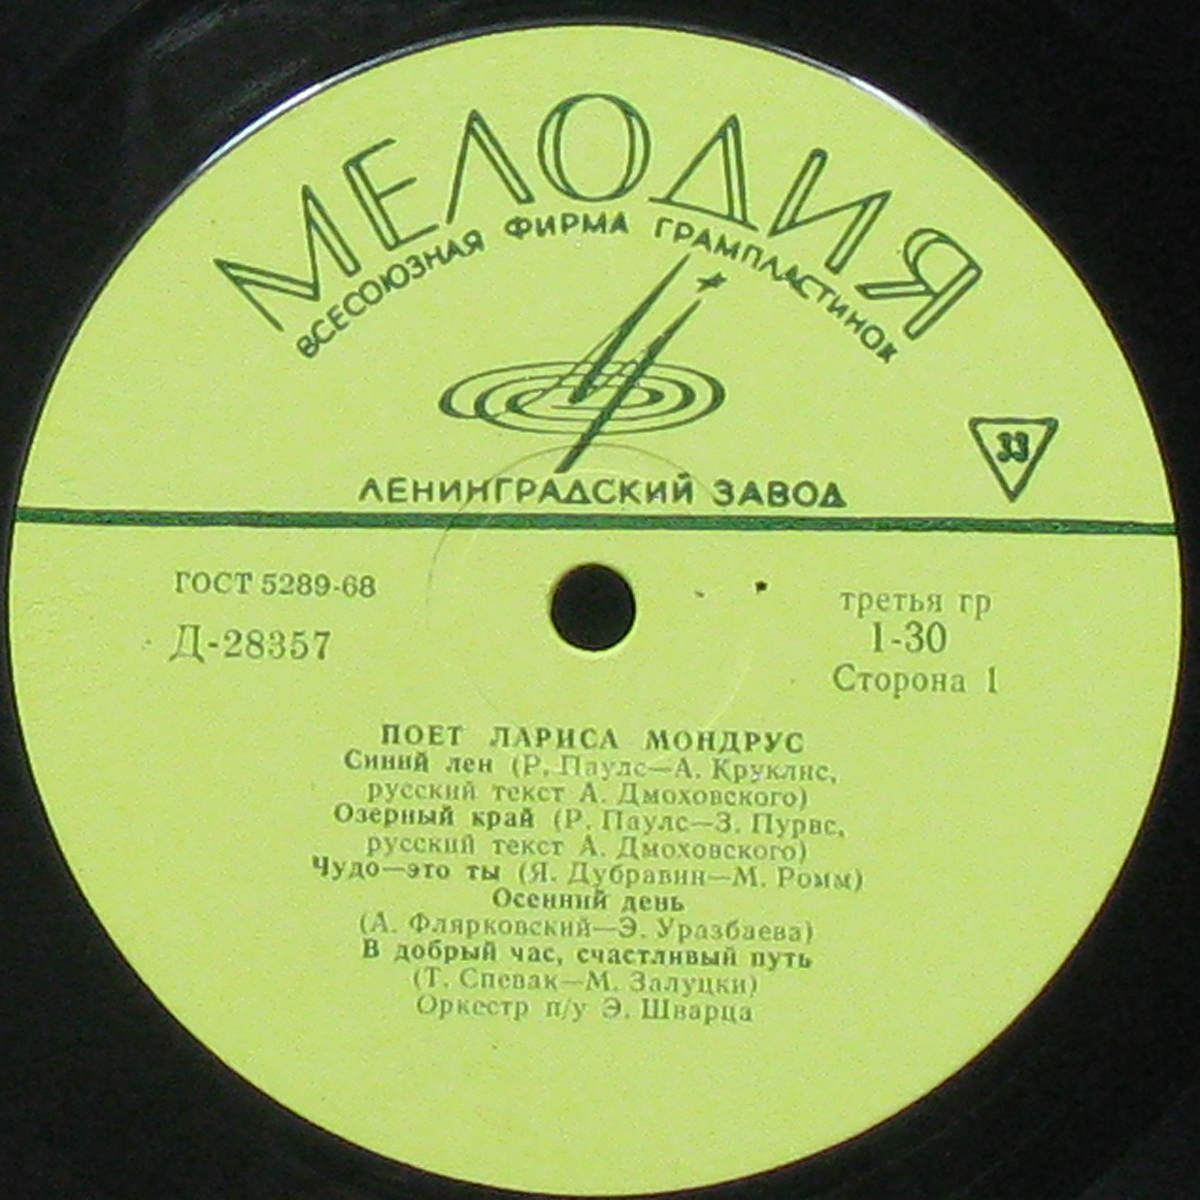 МЕЛОДИЯ
ВСЕСОЮЗНАЯ ФИРМА ГРАМПЛАСТИНОК
33
ЛЕНИНГРАДСКИЙ ЗАВОД
ГОСТ 5289-68
Д-28357
третья гр
1-30
Сторона 1
ПОЕТ ЛАРИСА МОНДРУС
Синий лен (Р. Паулс—А. Круклис,
русский текст А. Дмоховского)
Озерный край (Р. Паулс—З. Пурвс,
русский текст А. Дмоховского)
Чудо—это ты (Я. Дубравин—М. Ромм)
Осенний день
(А. Флярковский—Э. Уразбаева)
В добрый час, счастливый путь
(Т. Спевак—М. Залуцки)
Оркестр п/у Э. Шварца